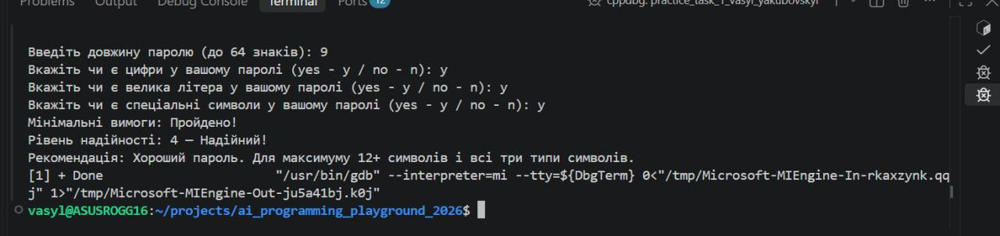 Problems Output Debug Console Terminal Ports 12 cppdbg: practice_task_1_vasyl_yakubovskyi
Введіть довжину паролю (до 64 знаків): 9
Вкажіть чи є цифри у вашому паролі (yes - y / no - n): y
Вкажіть чи є велика літера у вашому паролі (yes - y / no - n): y
Вкажіть чи є спеціальні символи у вашому паролі (yes - y / no - n): y
Мінімальні вимоги: Пройдено!
Рівень надійності: 4 — Надійний!
Рекомендація: Хороший пароль. Для максимуму 12+ символів і всі три типи символів.
[1] + Done "/usr/bin/gdb" --interpreter=mi --tty=${DbgTerm} 0<"/tmp/Microsoft-MIEngine-In-rkaxzynk.qq
j" 1>"/tmp/Microsoft-MIEngine-Out-ju5a41bj.k0j"
vasyl@ASUSROGG16:~/projects/ai_programming_playground_2026$